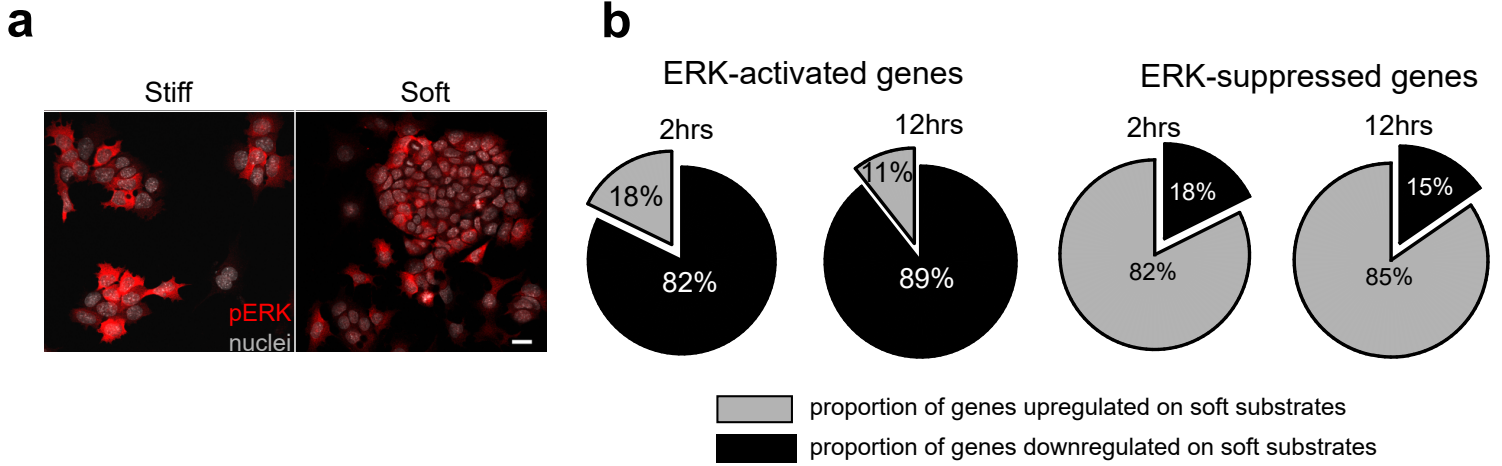 a
Stiff
Soft
pERK
nuclei
b
ERK-activated genes
ERK-suppressed genes
2hrs
12hrs
2hrs
12hrs
18%
82%
11%
89%
18%
82%
15%
85%
proportion of genes upregulated on soft substrates
proportion of genes downregulated on soft substrates